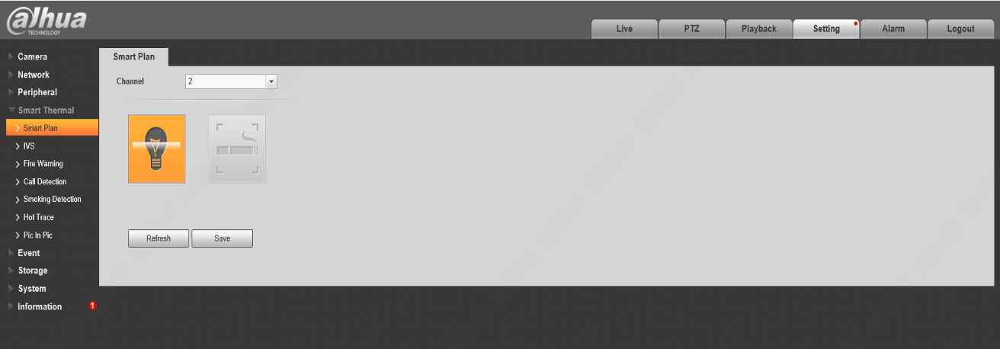 alhua
TECHNOLOGY
Live
PTZ
Playback
Setting
Alarm
Logout
Camera
Network
Peripheral
Smart Thermal
Smart Plan
IVS
Fire Warning
Call Detection
Smoking Detection
Hot Trace
Pic In Pic
Event
Storage
System
Information 1
Smart Plan
Channel 2
Refresh Save